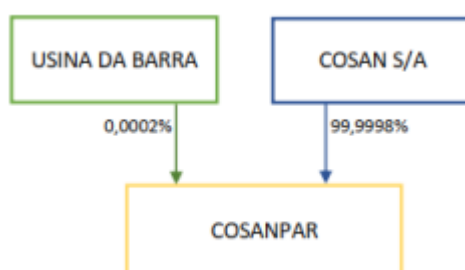 USINA DA BARRA
COSAN S/A
0,0002%
99,9998%
COSANPAR